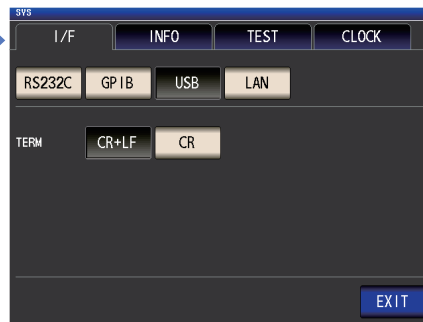 SYS
I/F INFO TEST CLOCK
RS232C GPIB USB LAN
TERM CR+LF CR
EXIT